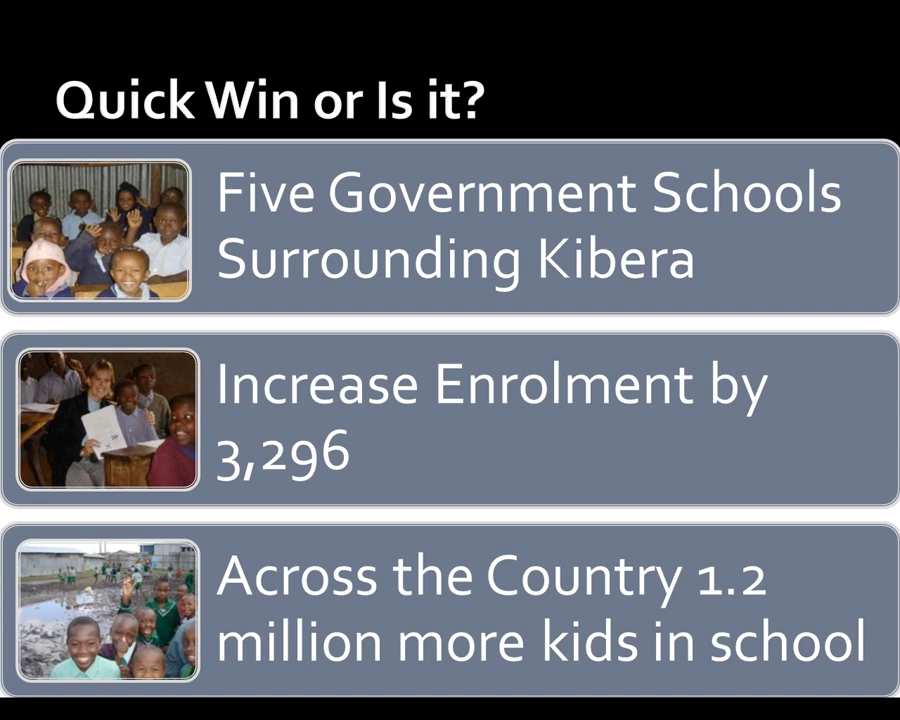 Quick Win or Is it?
Five Government Schools
Surrounding Kibera
Increase Enrolment by
3,296
Across the Country 1.2
million more kids in school